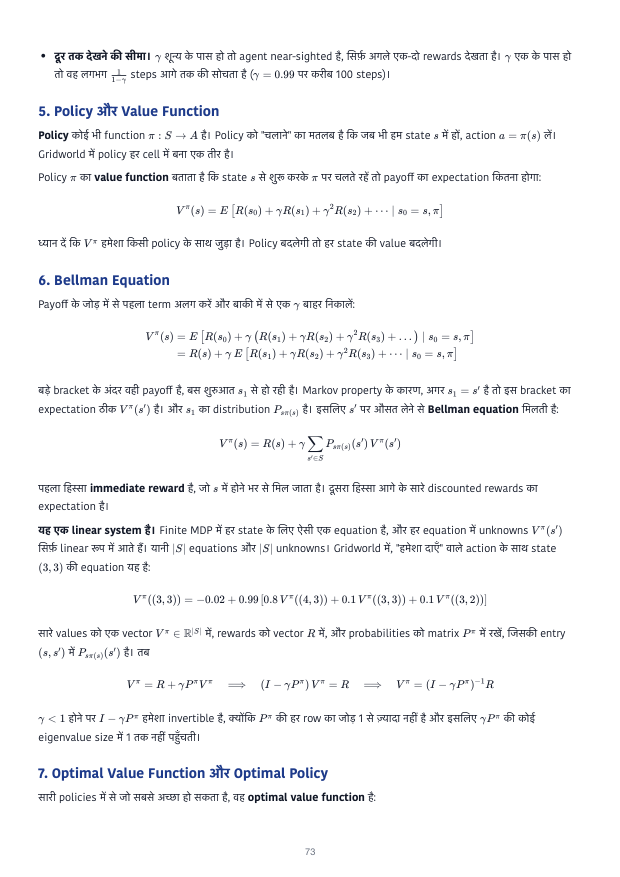 • दूर तक देखने की सीमा। γ शून्य के पास हो तो agent near-sighted है, सिर्फ़ अगले एक-दो rewards देखता है। γ एक के पास हो
तो वह लगभग 1/(1−γ) steps आगे तक की सोचता है (γ = 0.99 पर करीब 100 steps)।
5. Policy और Value Function
Policy कोई भी function π : S → A है। Policy को "चलाने" का मतलब है कि जब भी हम state s में हों, action a = π(s) लें।
Gridworld में policy हर cell में बना एक तीर है।
Policy π का value function बताता है कि state s से शुरू करके π पर चलते रहें तो payoff का expectation कितना होगा:
V^π(s) = E [R(s₀) + γR(s₁) + γ²R(s₂) + ⋯ | s₀ = s, π]
ध्यान दें कि V^π हमेशा किसी policy के साथ जुड़ा है। Policy बदलेगी तो हर state की value बदलेगी।
6. Bellman Equation
Payoff के जोड़ में से पहला term अलग करें और बाकी में से एक γ बाहर निकालें:
V^π(s) = E [R(s₀) + γ (R(s₁) + γR(s₂) + γ²R(s₃) + …) | s₀ = s, π]
= R(s) + γ E [R(s₁) + γR(s₂) + γ²R(s₃) + ⋯ | s₀ = s, π]
बड़े bracket के अंदर वही payoff है, बस शुरुआत s₁ से हो रही है। Markov property के कारण, अगर s₁ = s′ है तो इस bracket का
expectation ठीक V^π(s′) है। और s₁ का distribution P_{sπ(s)} है। इसलिए s′ पर औसत लेने से Bellman equation मिलती है:
V^π(s) = R(s) + γ ∑_{s′∈S} P_{sπ(s)}(s′) V^π(s′)
पहला हिस्सा immediate reward है, जो s में होने भर से मिल जाता है। दूसरा हिस्सा आगे के सारे discounted rewards का
expectation है।
यह एक linear system है। Finite MDP में हर state के लिए ऐसी एक equation है, और हर equation में unknowns V^π(s′)
सिर्फ़ linear रूप में आते हैं। यानी |S| equations और |S| unknowns। Gridworld में, "हमेशा दाएँ" वाले action के साथ state
(3, 3) की equation यह है:
V^π((3, 3)) = −0.02 + 0.99 [0.8 V^π((4, 3)) + 0.1 V^π((3, 3)) + 0.1 V^π((3, 2))]
सारे values को एक vector V^π ∈ ℝ^{|S|} में, rewards को vector R में, और probabilities को matrix P^π में रखें, जिसकी entry
(s, s′) में P_{sπ(s)}(s′) है। तब
V^π = R + γP^πV^π ⟹ (I − γP^π) V^π = R ⟹ V^π = (I − γP^π)^{−1}R
γ < 1 होने पर I − γP^π हमेशा invertible है, क्योंकि P^π की हर row का जोड़ 1 से ज़्यादा नहीं है और इसलिए γP^π की कोई
eigenvalue size में 1 तक नहीं पहुँचती।
7. Optimal Value Function और Optimal Policy
सारी policies में से जो सबसे अच्छा हो सकता है, वह optimal value function है:
73